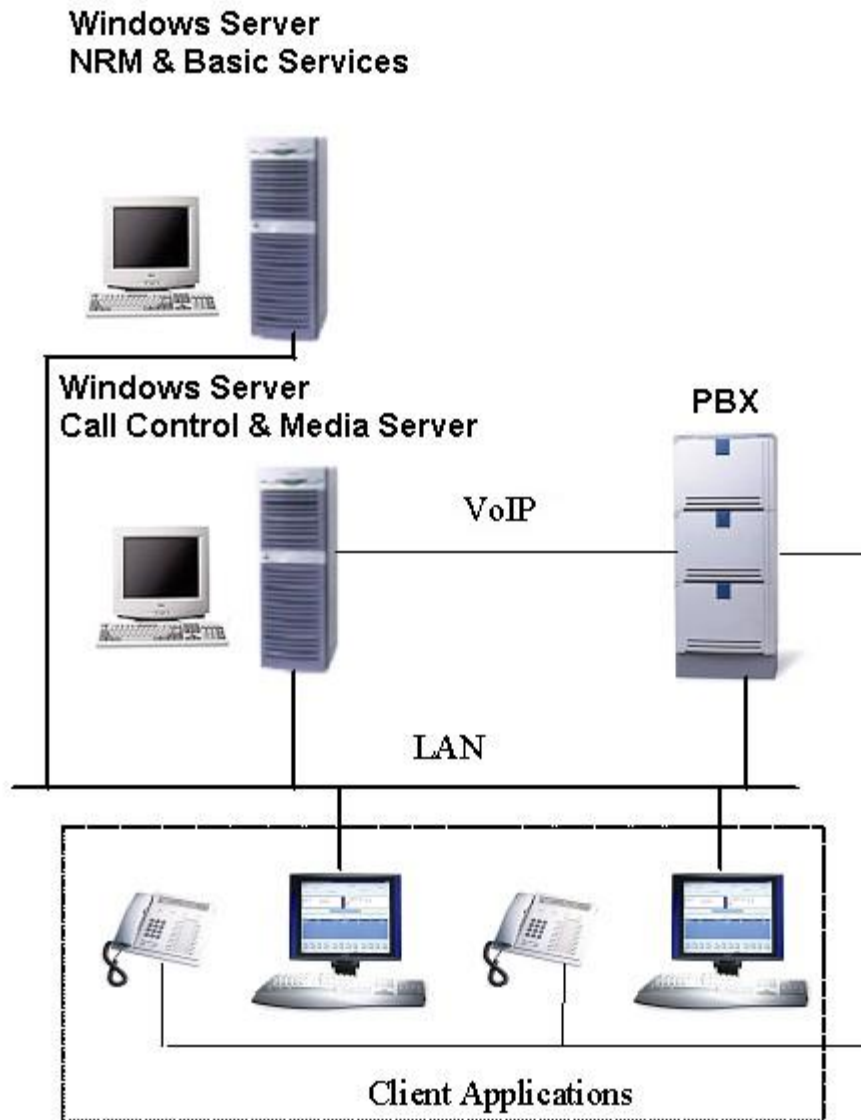 Windows Server
NRM & Basic Services
Windows Server
Call Control & Media Server
PBX
VoIP
LAN
Client Applications